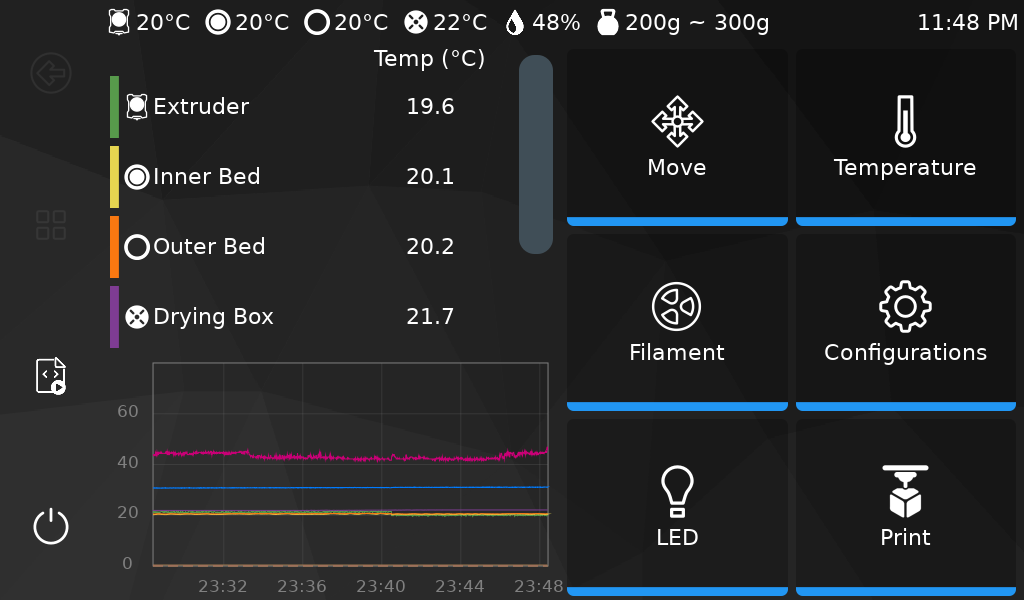 20°C 20°C 20°C 22°C 48% 200g ~ 300g 11:48 PM
Temp (°C)
Extruder 19.6
Inner Bed 20.1
Outer Bed 20.2
Drying Box 21.7
60
40
20
0
23:32 23:36 23:40 23:44 23:48
Move Temperature
Filament Configurations
LED Print